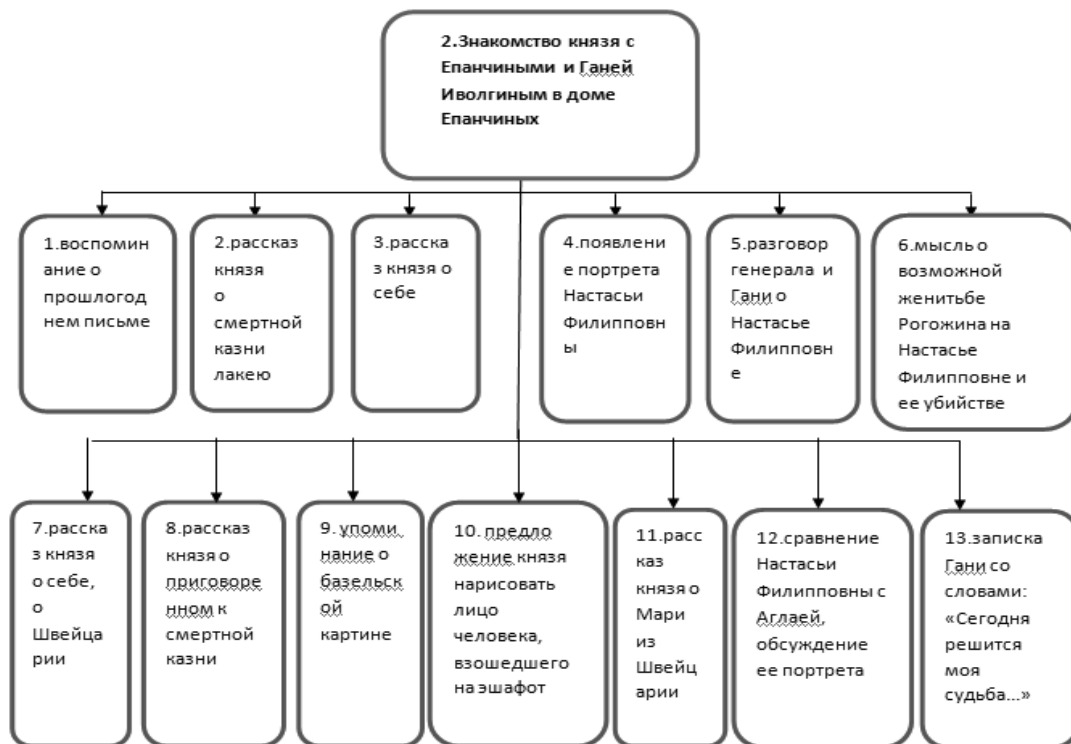 2.Знакомство князя с
Епанчиными и Ганей
Иволгиным в доме
Епанчиных
1.воспомин
ание о
прошлогод
нем письме
2.рассказ
князя
о
смертной
казни
лакею
3.расска
з князя о
себе
4.появлени
е портрета
Настасьи
Филипповн
ы
5.разговор
генерала и
Гани о
Настасье
Филипповн
е
6.мысль о
возможной
женитьбе
Рогожина на
Настасье
Филипповне и
ее убийстве
7.расска
з князя
о себе,
о
Швейца
рии
8.рассказ
князя о
приговоре
нном к
смертной
казни
9.упоми
нание о
базельск
ой
картине
10. предло
жение князя
нарисовать
лицо
человека,
взошедшего
на эшафот
11.расс
каз
князя о
Мари
из
Швейц
арии
12.сравнение
Настасьи
Филипповны с
Аглаей,
обсуждение
ее портрета
13.записка
Гани со
словами:
«Сегодня
решится
моя
судьба...»